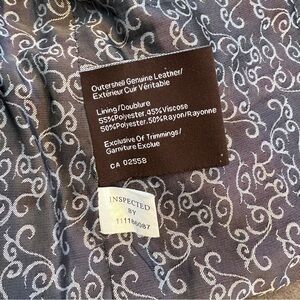 Outershell Genuine Leather/
Extérieur Cuir Véritable
Lining/Doublure
55%Polyester,45%Viscose
50%Polyester,50%Rayon/Rayonne
Exclusive Of Trimmings/
Garniture Exclue
CA 02558
INSPECTED
BY
111186087